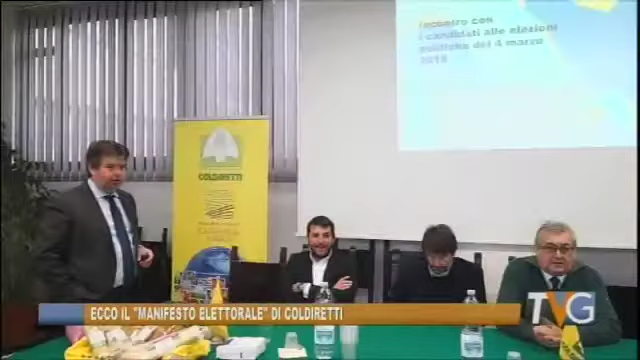 Incontro con
i candidati alle elezioni
politiche del 4 marzo
2018
COLDIRETTI
ECCO IL "MANIFESTO ELETTORALE" DI COLDIRETTI
TVG